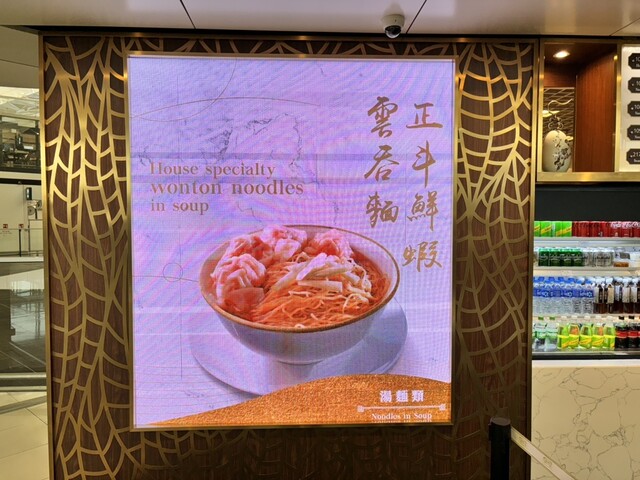 House specialty
wonton noodles
in soup
正斗鮮蝦
雲吞麵
湯麵類
Noodles in Soup